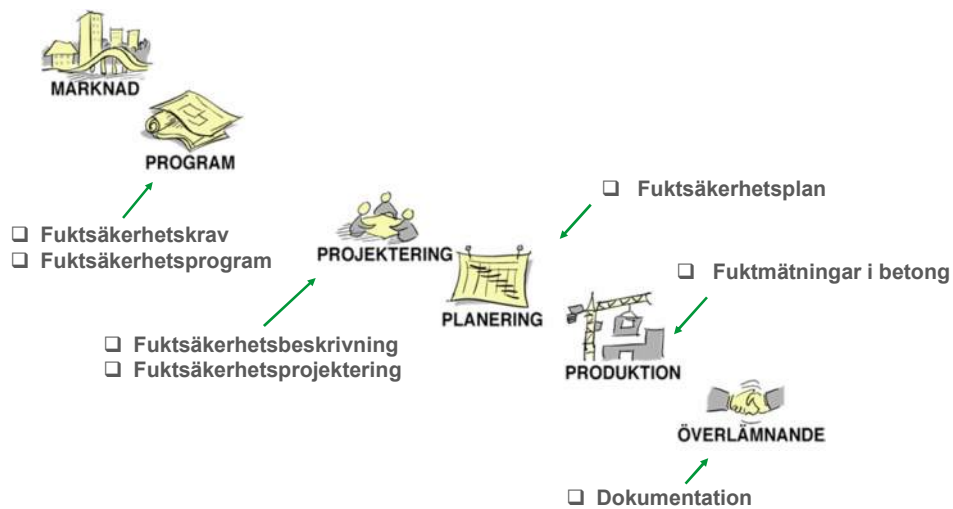 MARKNAD
PROGRAM
❑ Fuktsäkerhetskrav
❑ Fuktsäkerhetsprogram
PROJEKTERING
❑ Fuktsäkerhetsbeskrivning
❑ Fuktsäkerhetsprojektering
❑ Fuktsäkerhetsplan
PLANERING
❑ Fuktmätningar i betong
PRODUKTION
ÖVERLÄMNANDE
❑ Dokumentation